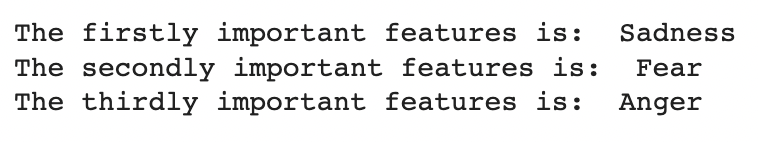 The firstly important features is:  Sadness
The secondly important features is:  Fear
The thirdly important features is:  Anger